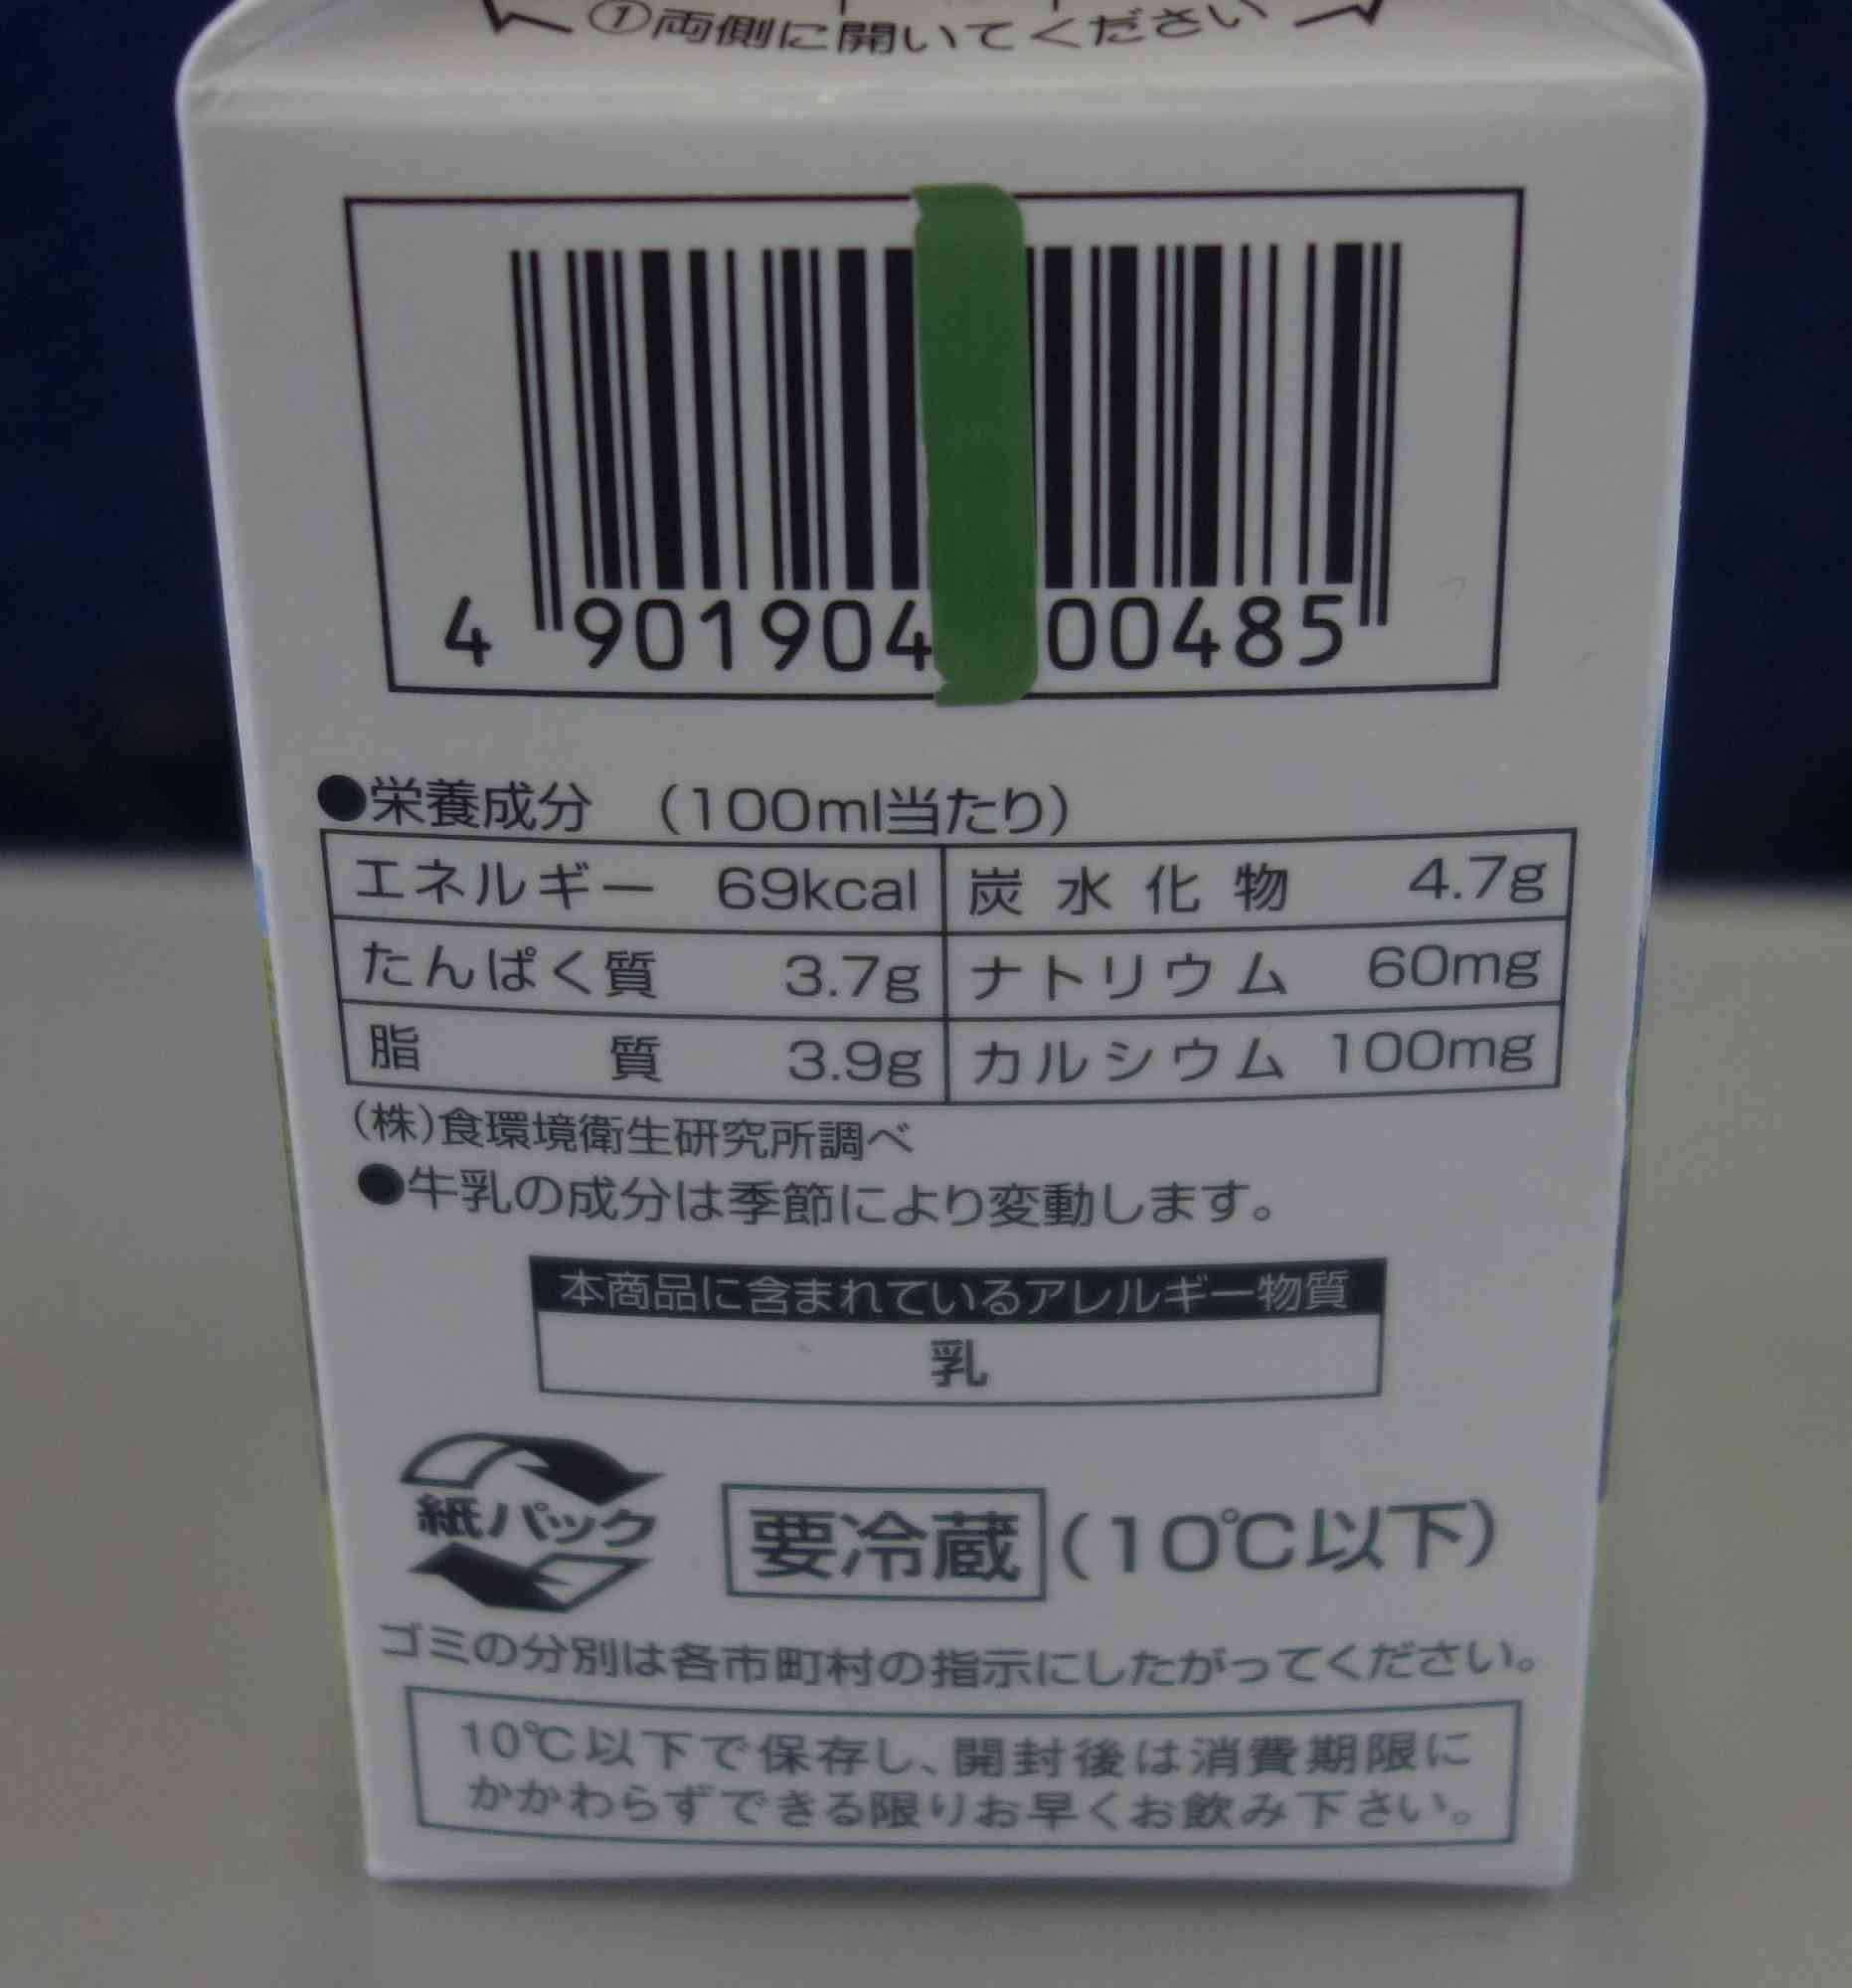 ①両側に開いてください
4 901904 00485
●栄養成分 (100ml当たり)
エネルギー 69kcal 炭水化物 4.7g
たんぱく質 3.7g ナトリウム 60mg
脂質 3.9g カルシウム 100mg
(株)食環境衛生研究所調べ
●牛乳の成分は季節により変動します。
本商品に含まれているアレルギー物質
乳
紙パック
要冷蔵 (10℃以下)
ゴミの分別は各市町村の指示にしたがってください。
10℃以下で保存し、開封後は消費期限に
かかわらずできる限りお早くお飲み下さい。